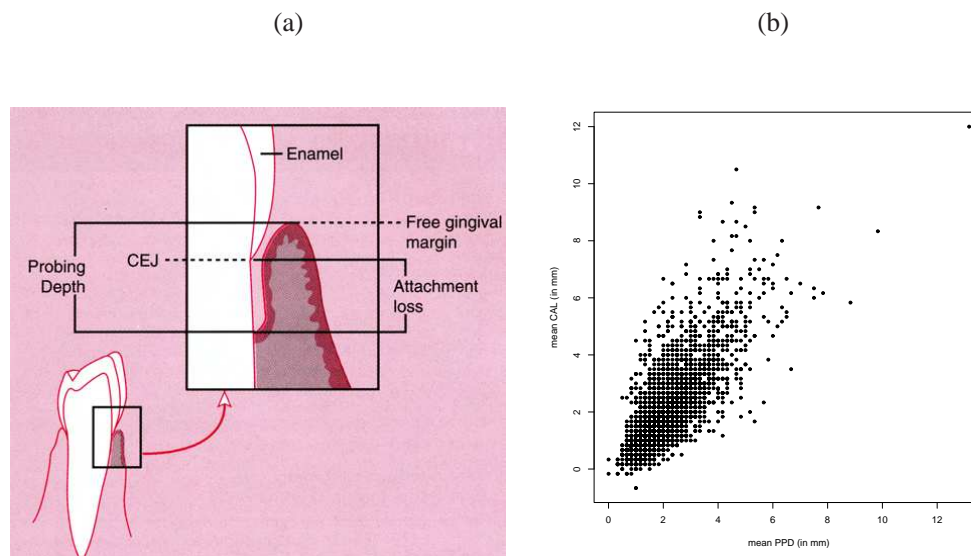 (a)
(b)
Enamel
Free gingival
margin
CEJ
Probing
Depth
Attachment
loss
mean CAL (in mm)
12
10
8
6
4
2
0
0 2 4 6 8 10 12
mean PPD (in mm)